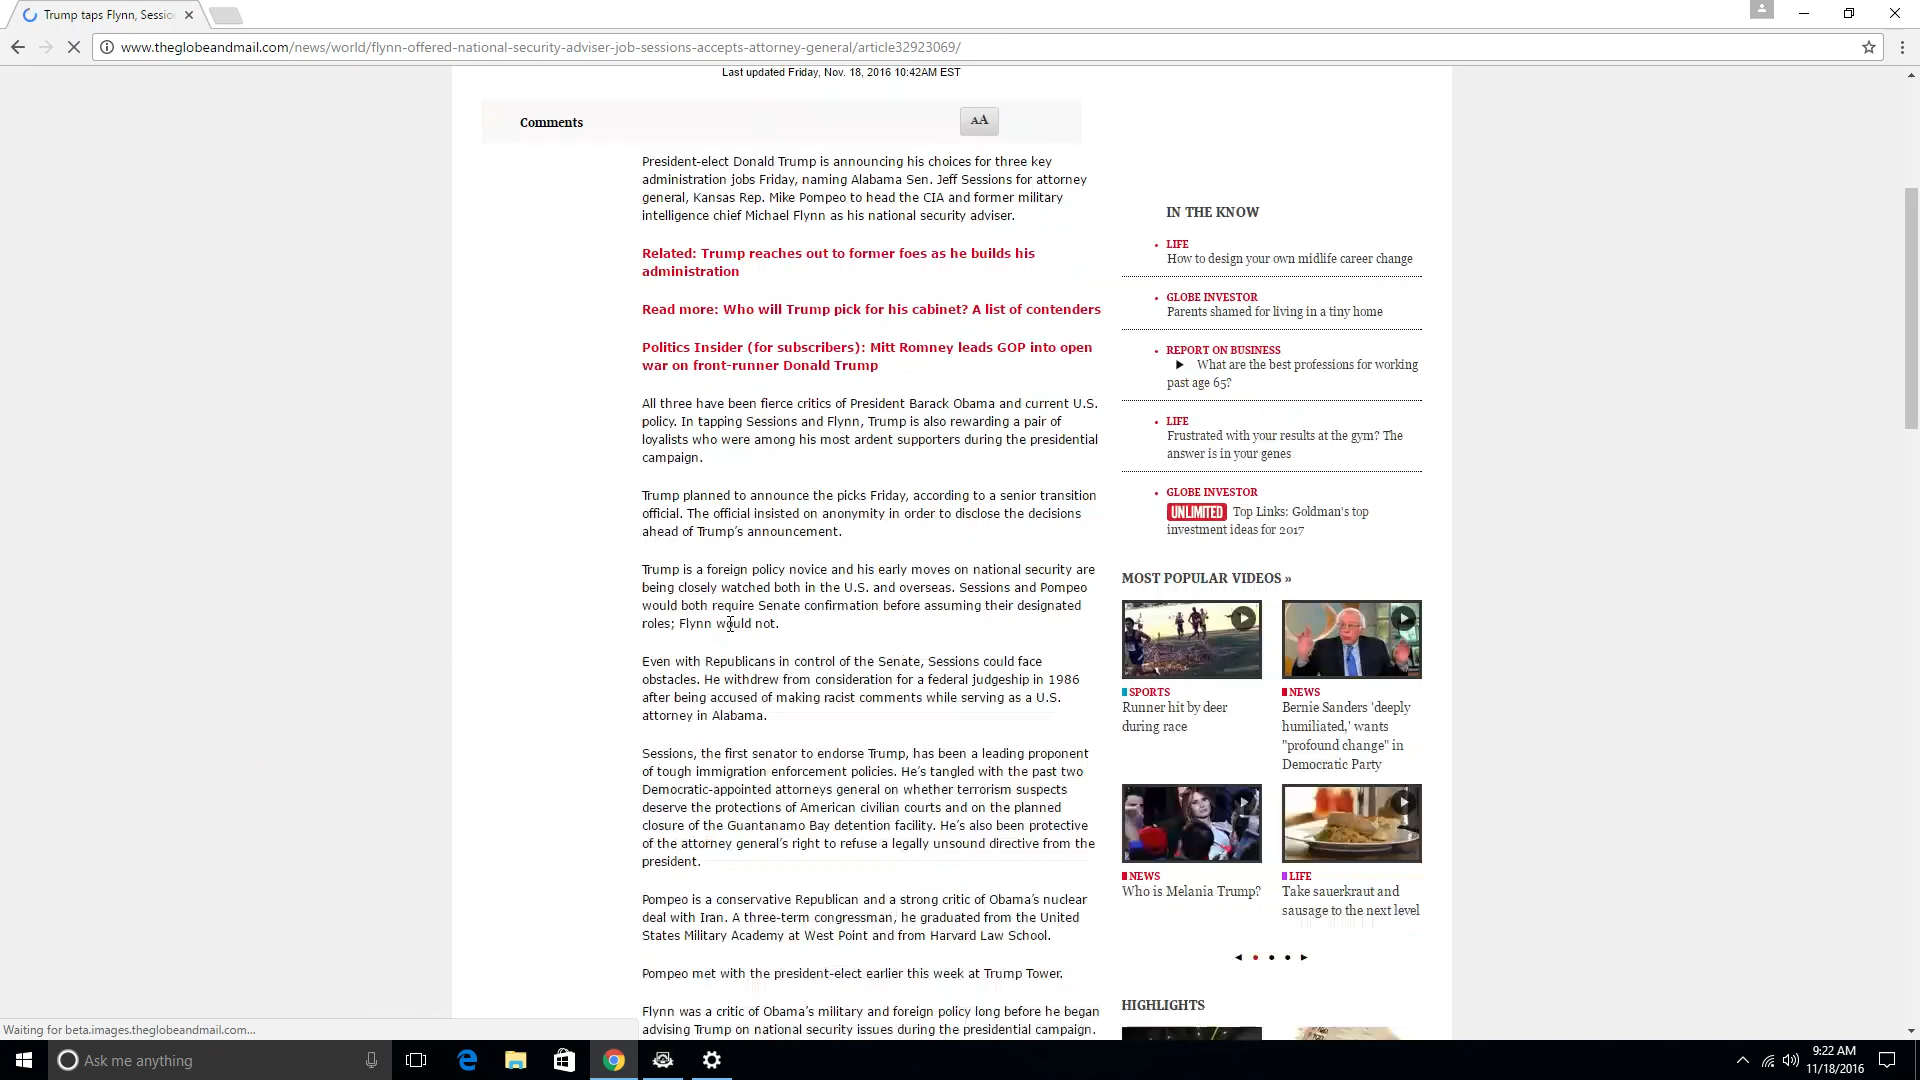 Trump taps Flynn, Sessio
www.theglobeandmail.com/news/world/flynn-offered-national-security-adviser-job-sessions-accepts-attorney-general/article32923069/
Last updated Friday, Nov. 18, 2016 10:42AM EST
Comments
AA
President-elect Donald Trump is announcing his choices for three key
administration jobs Friday, naming Alabama Sen. Jeff Sessions for attorney
general, Kansas Rep. Mike Pompeo to head the CIA and former military
intelligence chief Michael Flynn as his national security adviser.
Related: Trump reaches out to former foes as he builds his
administration
Read more: Who will Trump pick for his cabinet? A list of contenders
Politics Insider (for subscribers): Mitt Romney leads GOP into open
war on front-runner Donald Trump
All three have been fierce critics of President Barack Obama and current U.S.
policy. In tapping Sessions and Flynn, Trump is also rewarding a pair of
loyalists who were among his most ardent supporters during the presidential
campaign.
Trump planned to announce the picks Friday, according to a senior transition
official. The official insisted on anonymity in order to disclose the decisions
ahead of Trump's announcement.
Trump is a foreign policy novice and his early moves on national security are
being closely watched both in the U.S. and overseas. Sessions and Pompeo
would both require Senate confirmation before assuming their designated
roles; Flynn would not.
Even with Republicans in control of the Senate, Sessions could face
obstacles. He withdrew from consideration for a federal judgeship in 1986
after being accused of making racist comments while serving as a U.S.
attorney in Alabama.
Sessions, the first senator to endorse Trump, has been a leading proponent
of tough immigration enforcement policies. He's tangled with the past two
Democratic-appointed attorneys general on whether terrorism suspects
deserve the protections of American civilian courts and on the planned
closure of the Guantanamo Bay detention facility. He's also been protective
of the attorney general's right to refuse a legally unsound directive from the
president.
Pompeo is a conservative Republican and a strong critic of Obama's nuclear
deal with Iran. A three-term congressman, he graduated from the United
States Military Academy at West Point and from Harvard Law School.
Pompeo met with the president-elect earlier this week at Trump Tower.
Flynn was a critic of Obama's military and foreign policy long before he began
advising Trump on national security issues during the presidential campaign.
IN THE KNOW
LIFE
How to design your own midlife career change
GLOBE INVESTOR
Parents shamed for living in a tiny home
REPORT ON BUSINESS
What are the best professions for working
past age 65?
LIFE
Frustrated with your results at the gym? The
answer is in your genes
GLOBE INVESTOR
UNLIMITED Top Links: Goldman's top
investment ideas for 2017
MOST POPULAR VIDEOS »
SPORTS
Runner hit by deer
during race
NEWS
Bernie Sanders 'deeply
humiliated,' wants
"profound change" in
Democratic Party
NEWS
Who is Melania Trump?
LIFE
Take sauerkraut and
sausage to the next level
HIGHLIGHTS
Waiting for beta.images.theglobeandmail.com...
Ask me anything
9:22 AM
11/18/2016